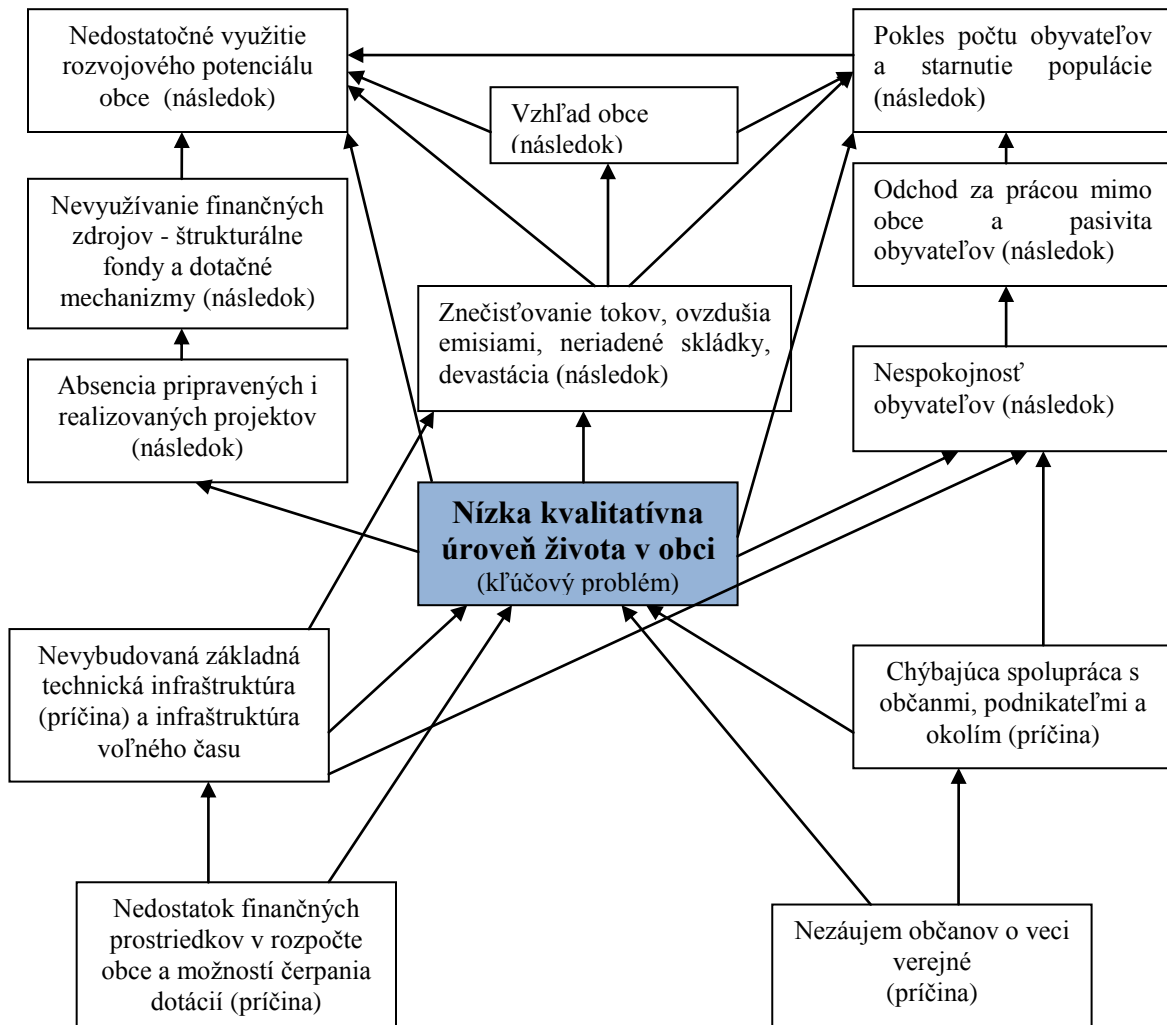 Nedostatočné využitie
rozvojového potenciálu
obce (následok)
Pokles počtu obyvateľov
a starnutie populácie
(následok)
Vzhľad obce
(následok)
Nevyužívanie finančných
zdrojov - štrukturálne
fondy a dotačné
mechanizmy (následok)
Odchod za prácou mimo
obce a pasivita
obyvateľov (následok)
Znečisťovanie tokov, ovzdušia
emisiami, neriadené skládky,
devastácia (následok)
Absencia pripravených i
realizovaných projektov
(následok)
Nespokojnosť
obyvateľov (následok)
Nízka kvalitatívna
úroveň života v obci
(kľúčový problém)
Nevybudovaná základná
technická infraštruktúra
(príčina) a infraštruktúra
voľného času
Chýbajúca spolupráca s
občanmi, podnikateľmi a
okolím (príčina)
Nedostatok finančných
prostriedkov v rozpočte
obce a možností čerpania
dotácií (príčina)
Nezáujem občanov o veci
verejné
(príčina)